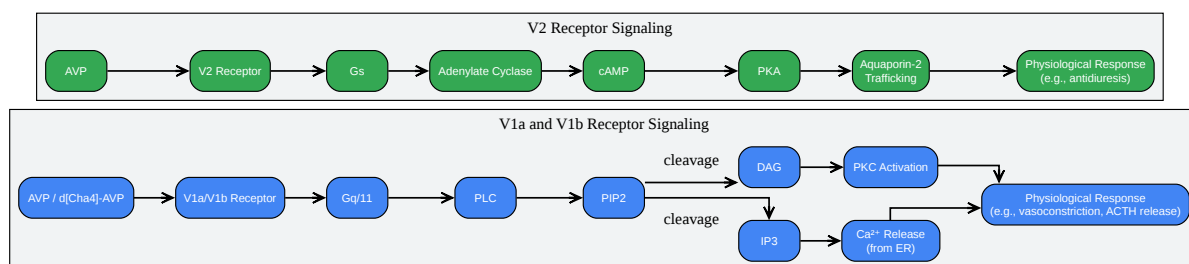 V2 Receptor Signaling
AVP
V2 Receptor
Gs
Adenylate Cyclase
cAMP
PKA
Aquaporin-2
Trafficking
Physiological Response
(e.g., antidiuresis)
V1a and V1b Receptor Signaling
AVP / d[Cha4]-AVP
V1a/V1b Receptor
Gq/11
PLC
PIP2
cleavage
DAG
PKC Activation
cleavage
IP3
Ca²⁺ Release
(from ER)
Physiological Response
(e.g., vasoconstriction, ACTH release)